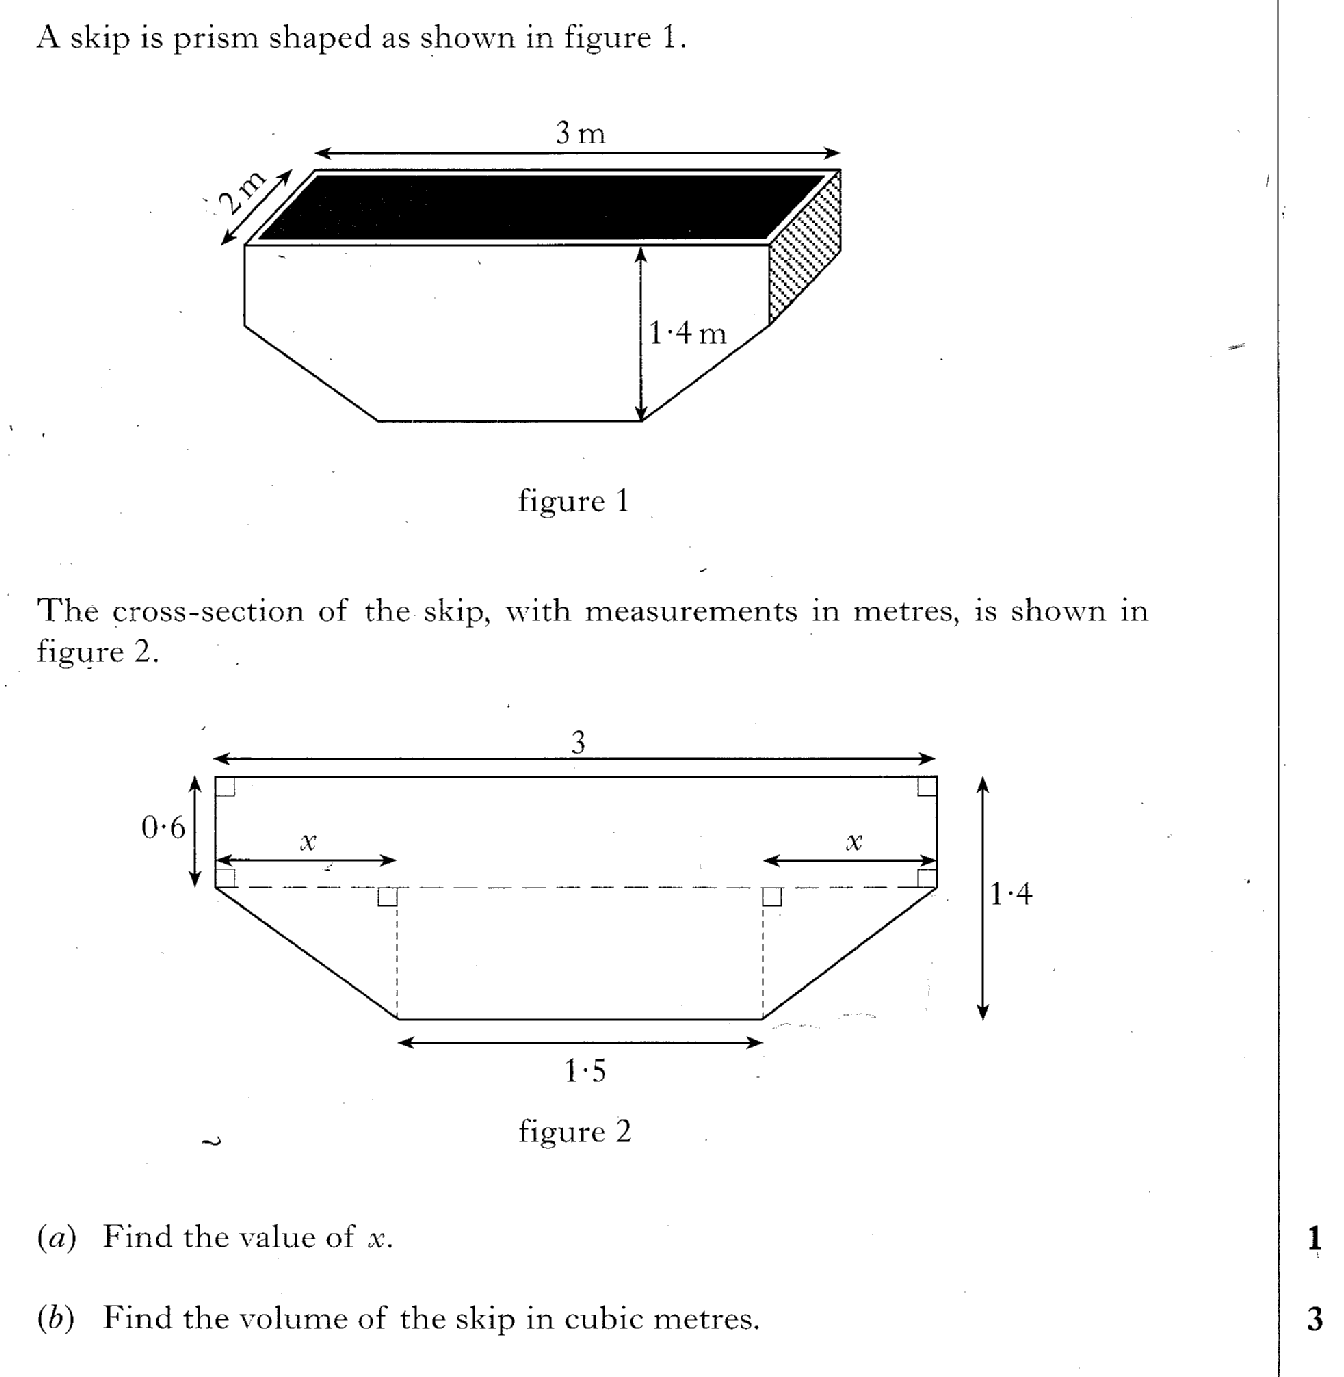 A skip is prism shaped as shown in figure 1.
3 m
2 m
1·4 m
figure 1
The cross-section of the skip, with measurements in metres, is shown in
figure 2.
3
0·6
x
x
1·4
1·5
figure 2
(a) Find the value of x.
1
(b) Find the volume of the skip in cubic metres.
3